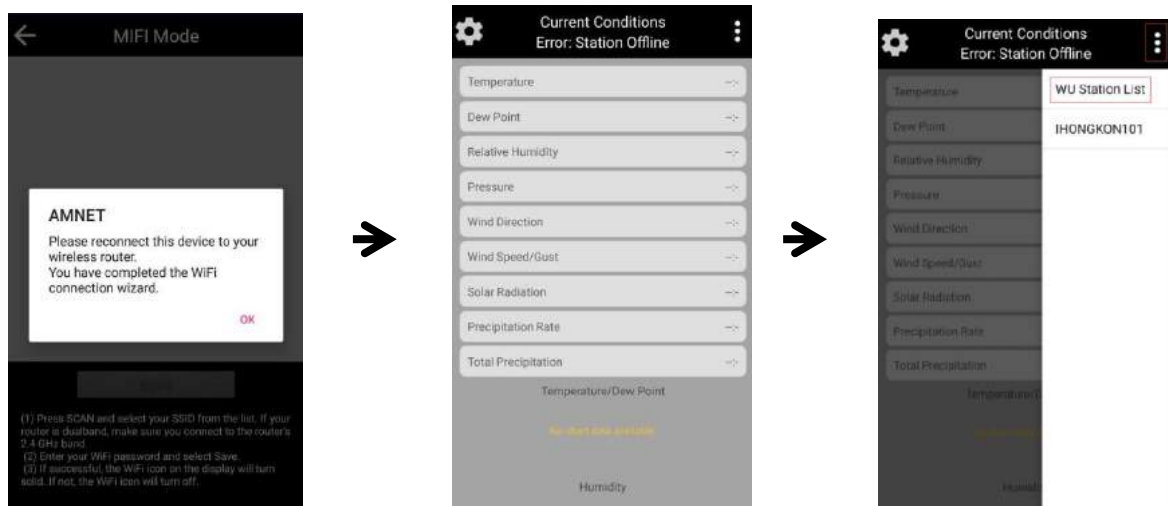 MIFI Mode
AMNET
Please reconnect this device to your
wireless router.
You have completed the WiFi
connection wizard.
OK
(1) Press SCAN and select your SSID from the list. If your
router is dualband, make sure you connect to the router's
2.4 GHz band.
(2) Enter your WiFi password and select Save.
(3) If successful, the WiFi icon on the display will turn
solid. If not, the WiFi icon will turn off.
Current Conditions
Error: Station Offline
Temperature --:-
Dew Point --:-
Relative Humidity --:-
Pressure --:-
Wind Direction --:-
Wind Speed/Gust --:-
Solar Radiation --:-
Precipitation Rate --:-
Total Precipitation --:-
Temperature/Dew Point
No chart data available
Humidity
Current Conditions
Error: Station Offline
WU Station List
IHONGKON101
Temperature
Dew Point
Relative Humidity
Pressure
Wind Direction
Wind Speed/Gust
Solar Radiation
Precipitation Rate
Total Precipitation